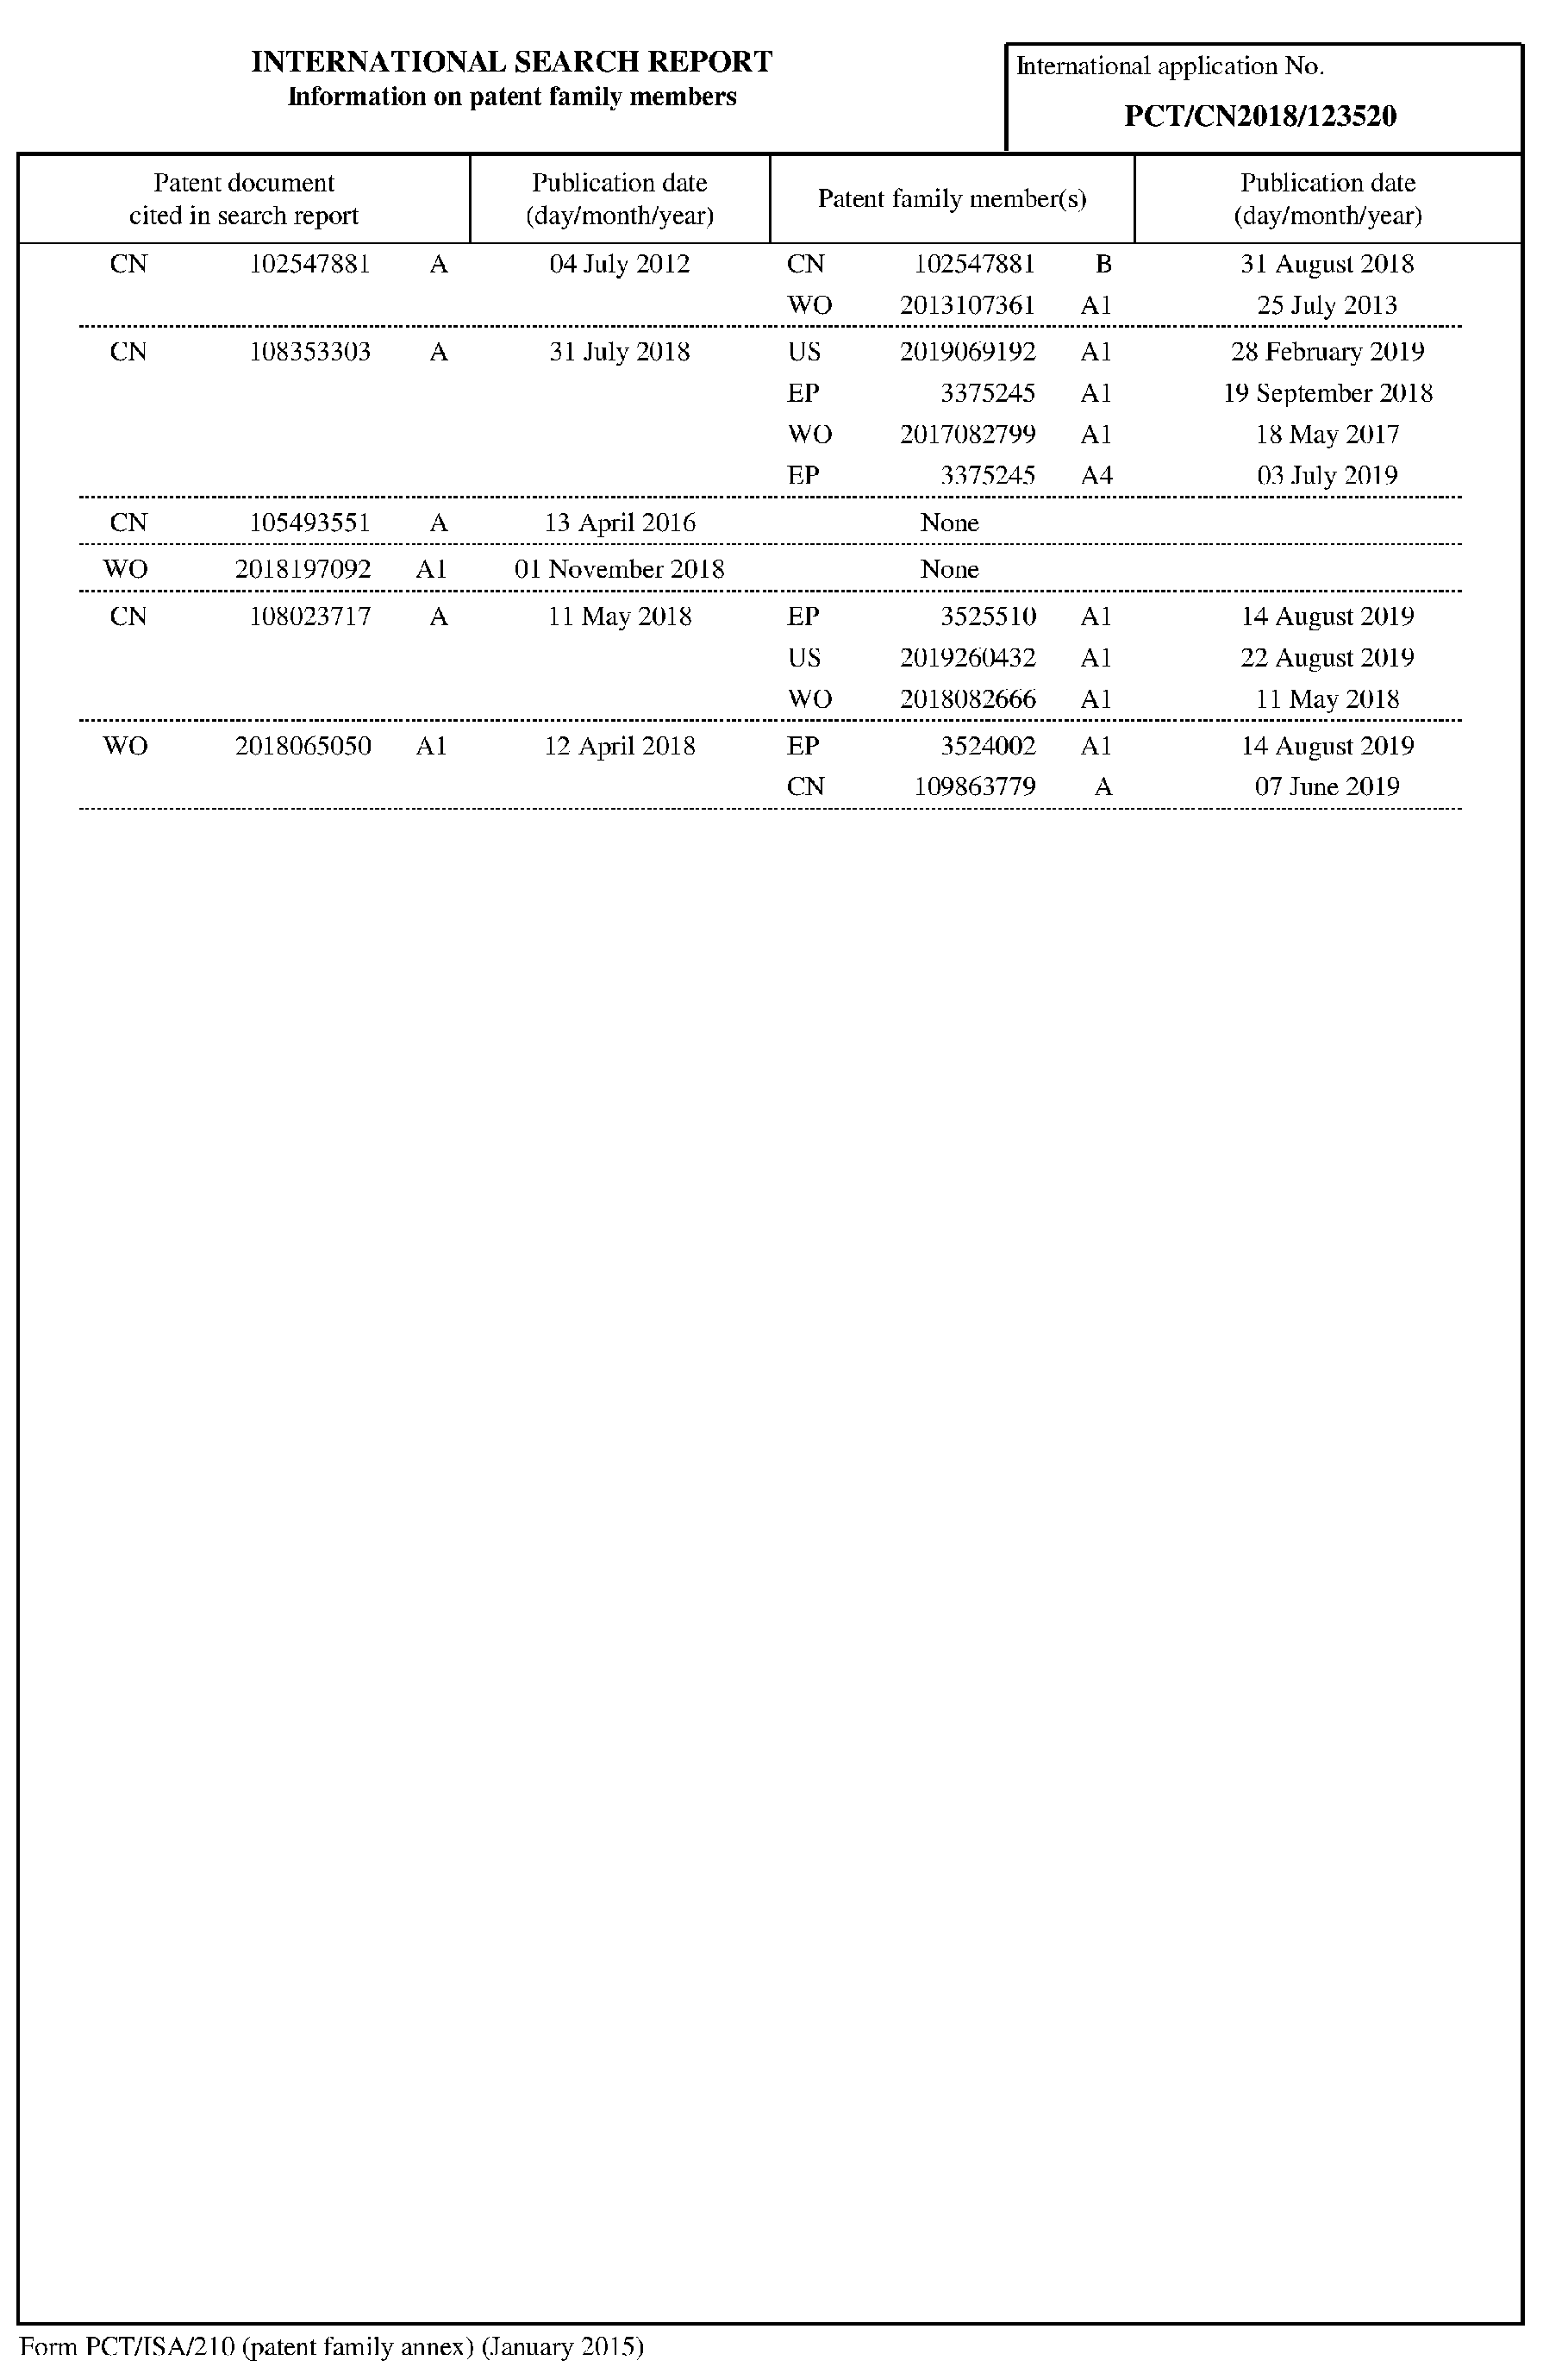 INTERNATIONAL SEARCH REPORT
Information on patent family members
International application No.
PCT/CN2018/123520
Patent document
cited in search report
Publication date
(day/month/year)
Patent family member(s)
Publication date
(day/month/year)
CN 102547881 A 04 July 2012 CN 102547881 B 31 August 2018
WO 2013107361 A1 25 July 2013
CN 108353303 A 31 July 2018 US 2019069192 A1 28 February 2019
EP 3375245 A1 19 September 2018
WO 2017082799 A1 18 May 2017
EP 3375245 A4 03 July 2019
CN 105493551 A 13 April 2016 None
WO 2018197092 A1 01 November 2018 None
CN 108023717 A 11 May 2018 EP 3525510 A1 14 August 2019
US 2019260432 A1 22 August 2019
WO 2018082666 A1 11 May 2018
WO 2018065050 A1 12 April 2018 EP 3524002 A1 14 August 2019
CN 109863779 A 07 June 2019
Form PCT/ISA/210 (patent family annex) (January 2015)